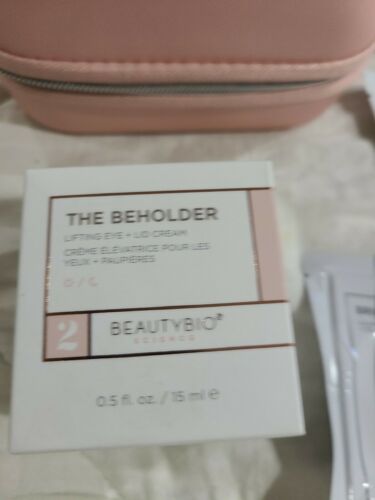 THE BEHOLDER
LIFTING EYE + LID CREAM
CRÈME ÉLÉVATRICE POUR LES
YEUX + PAUPIÈRES
2
BEAUTYBIO
SCIENCE
0.5 fl. oz. / 15 ml e